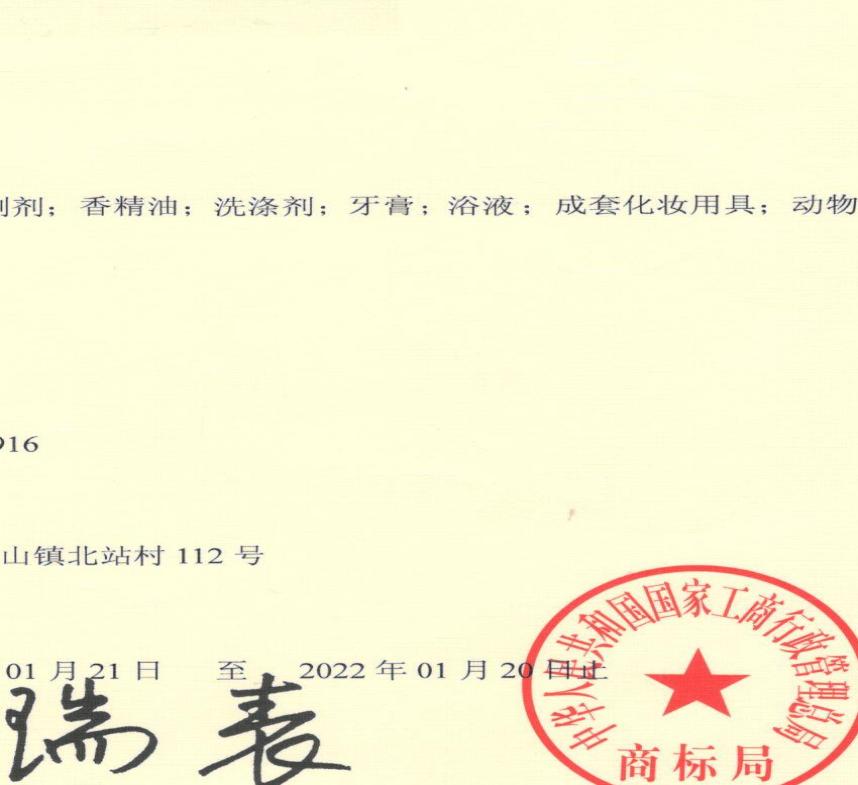 剂；香精油；洗涤剂；牙膏；浴液；成套化妆用具；动物
916
山镇北站村 112 号
01 月 21 日 至 2022 年 01 月 20 日止
瑞表
中华人民共和国国家工商行政管理总局
商标局